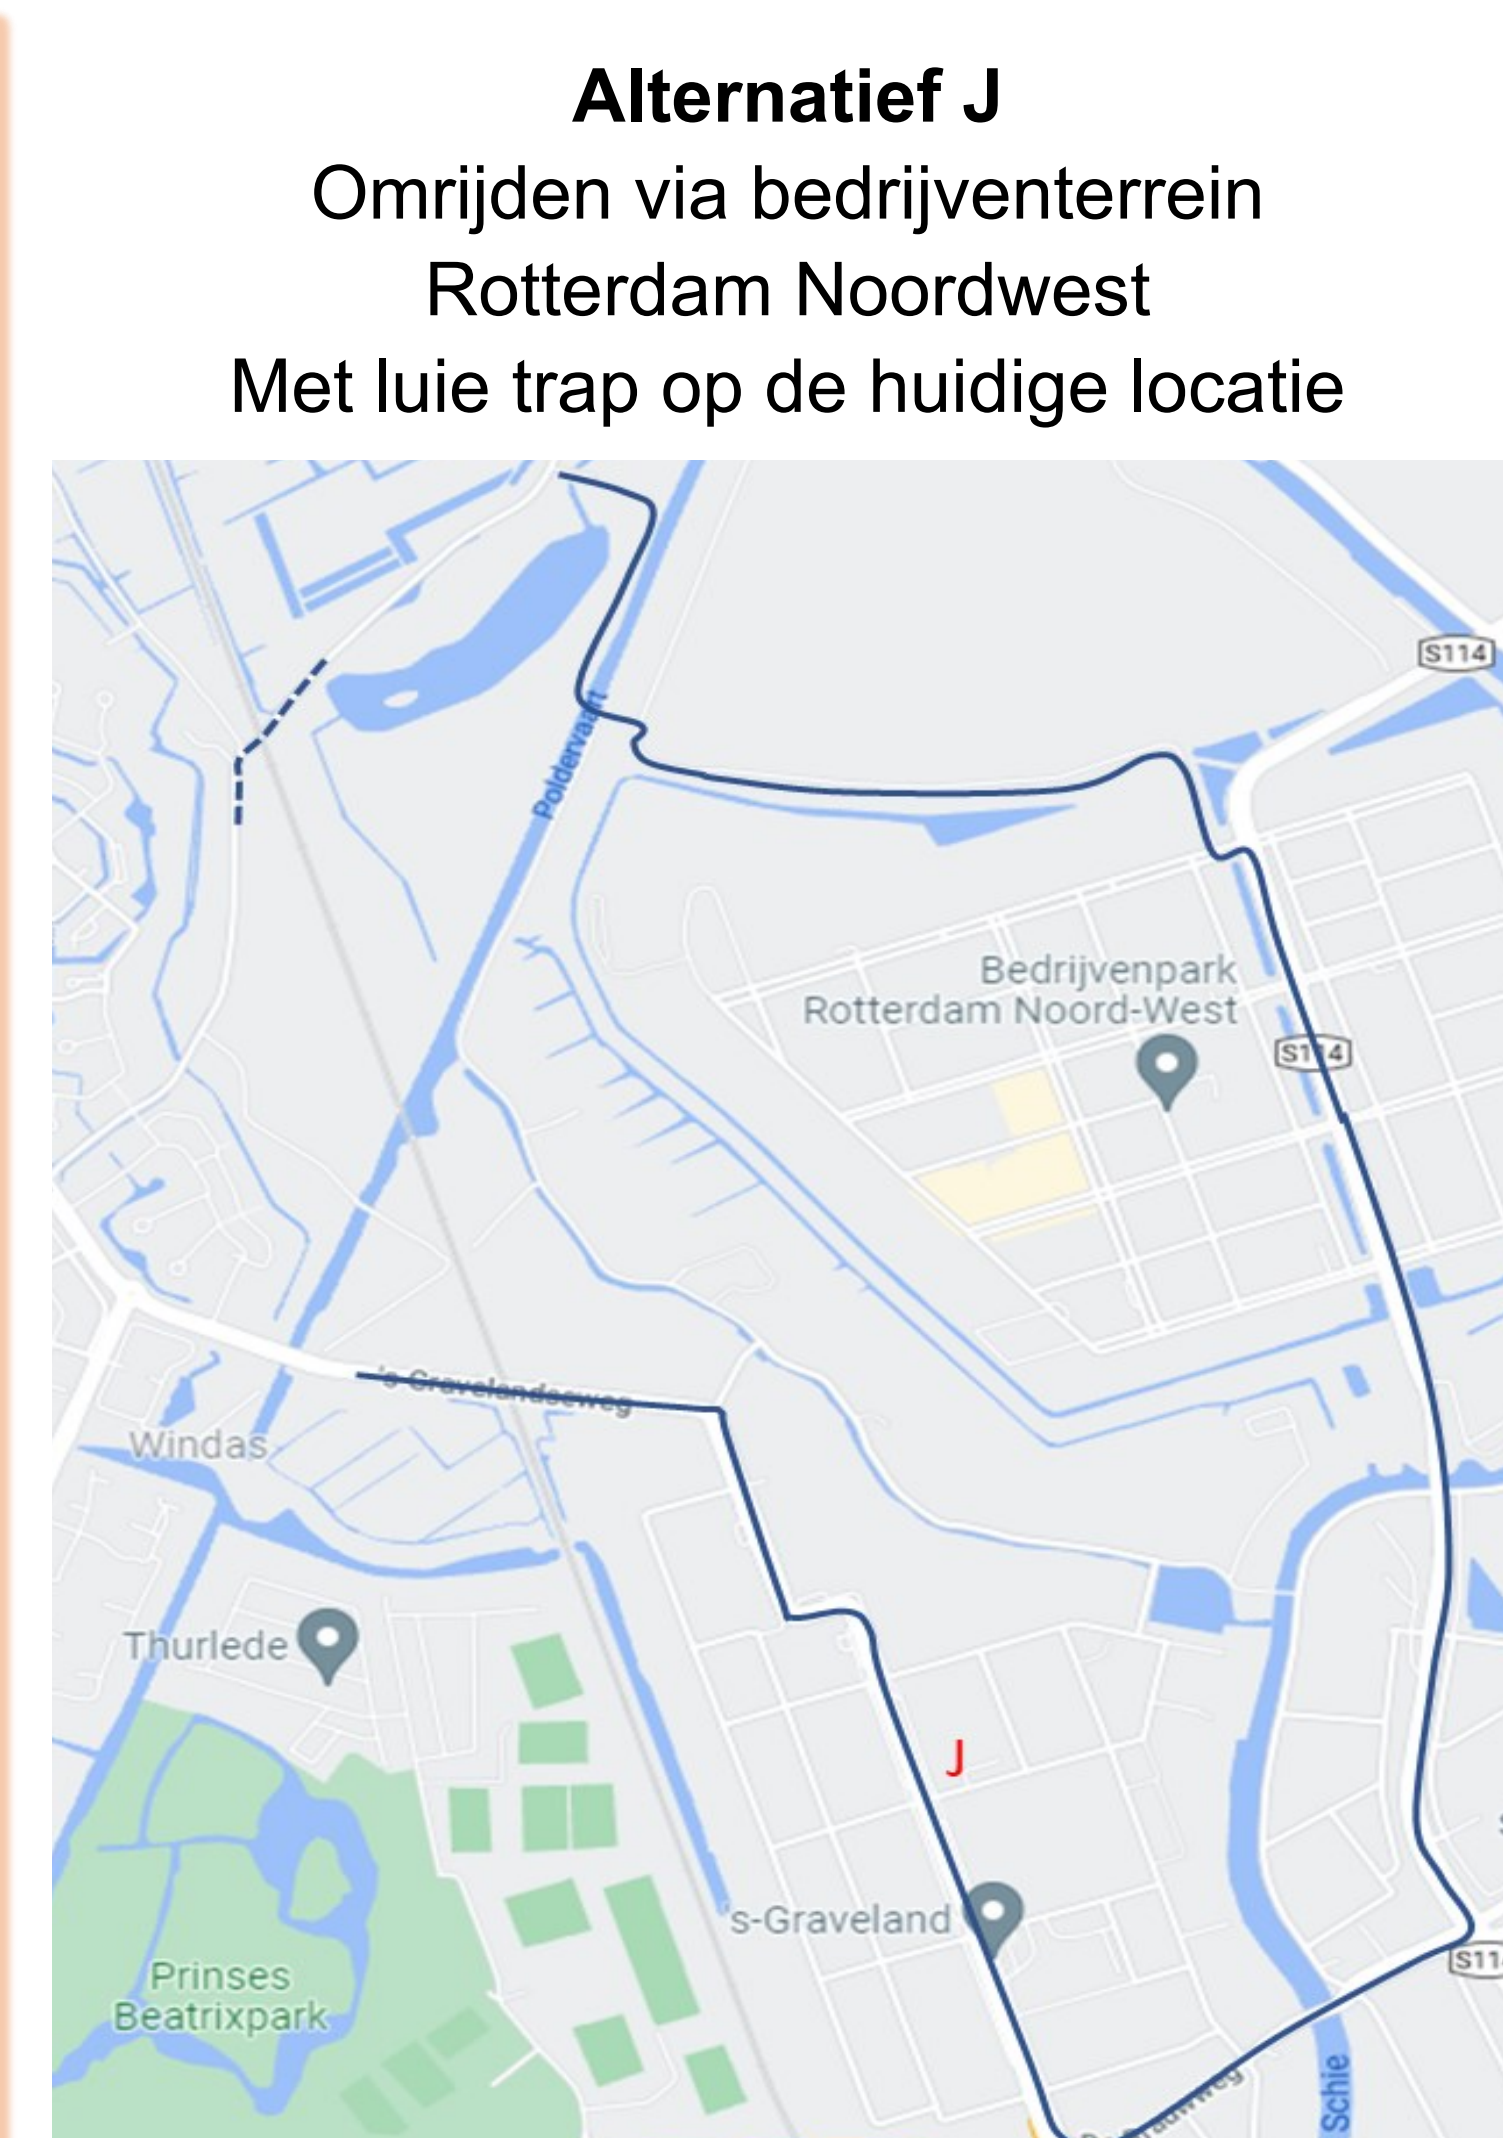 Alternatief J
Omrijden via bedrijventerrein
Rotterdam Noordwest
Met luie trap op de huidige locatie
S114
Poldervaart
Bedrijvenpark
Rotterdam Noord-West
S114
's-Gravelandseweg
Windas
Thurlede
J
's-Graveland
Prinses
Beatrixpark
Schie